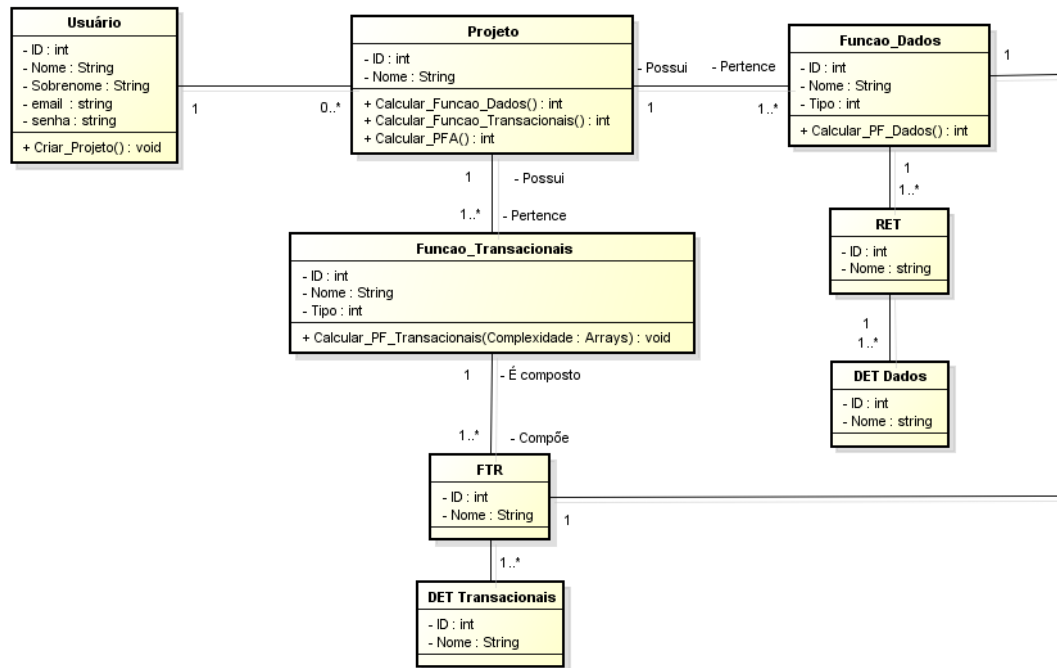 Usuário
- ID : int
- Nome : String
- Sobrenome : String
- email : string
- senha : string
+ Criar_Projeto() : void
1
0..*
Projeto
- ID : int
- Nome : String
+ Calcular_Funcao_Dados() : int
+ Calcular_Funcao_Transacionais() : int
+ Calcular_PFA() : int
- Possui
- Pertence
1
1..*
Funcao_Dados
- ID : int
- Nome : String
- Tipo : int
+ Calcular_PF_Dados() : int
1
1
1..*
RET
- ID : int
- Nome : string
1
1..*
DET Dados
- ID : int
- Nome : string
1
- Possui
1..*
- Pertence
Funcao_Transacionais
- ID : int
- Nome : String
- Tipo : int
+ Calcular_PF_Transacionais(Complexidade : Arrays) : void
1
- É composto
1..*
- Compõe
FTR
- ID : int
- Nome : String
1
1..*
DET Transacionais
- ID : int
- Nome : String